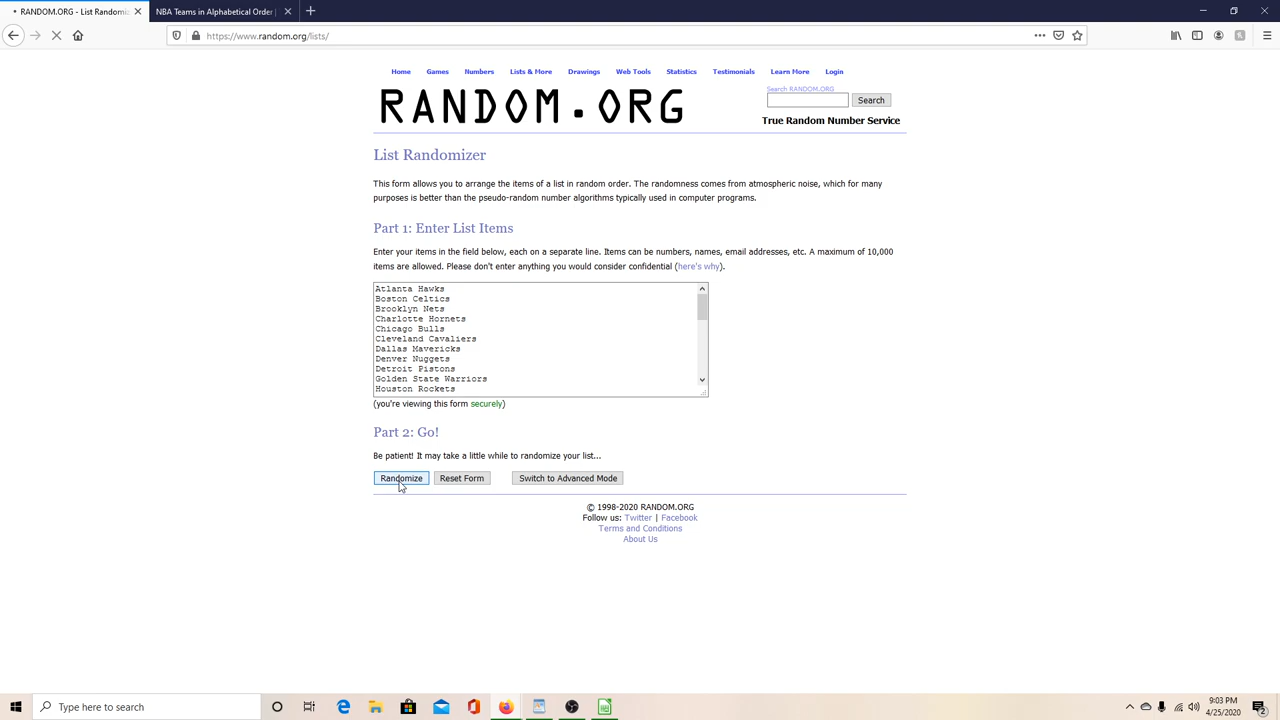 RANDOM.ORG - List Randomi
NBA Teams in Alphabetical Order
https://www.random.org/lists/
Home Games Numbers Lists & More Drawings Web Tools Statistics Testimonials Learn More Login
RANDOM.ORG
Search RANDOM.ORG
Search
True Random Number Service
List Randomizer
This form allows you to arrange the items of a list in random order. The randomness comes from atmospheric noise, which for many
purposes is better than the pseudo-random number algorithms typically used in computer programs.
Part 1: Enter List Items
Enter your items in the field below, each on a separate line. Items can be numbers, names, email addresses, etc. A maximum of 10,000
items are allowed. Please don't enter anything you would consider confidential (here's why).
Atlanta Hawks
Boston Celtics
Brooklyn Nets
Charlotte Hornets
Chicago Bulls
Cleveland Cavaliers
Dallas Mavericks
Denver Nuggets
Detroit Pistons
Golden State Warriors
Houston Rockets
(you're viewing this form securely)
Part 2: Go!
Be patient! It may take a little while to randomize your list...
Randomize Reset Form Switch to Advanced Mode
© 1998-2020 RANDOM.ORG
Follow us: Twitter | Facebook
Terms and Conditions
About Us
Type here to search
9:03 PM
4/25/2020
2